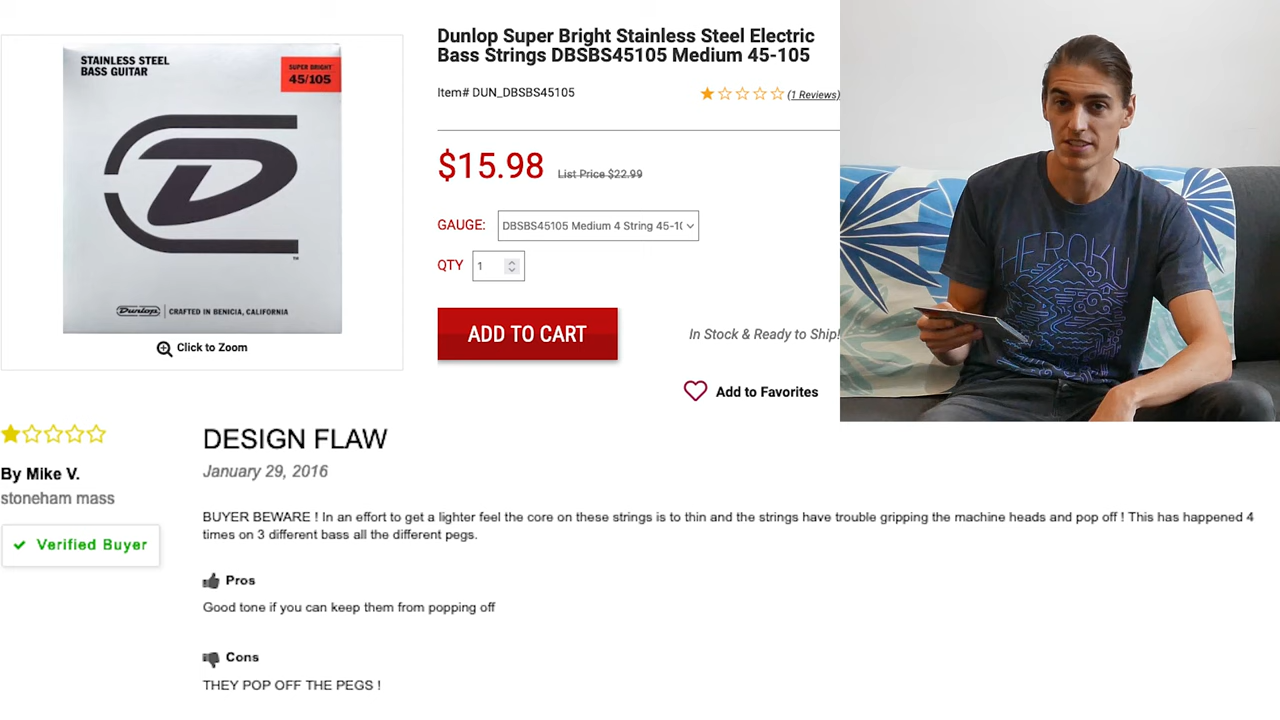 STAINLESS STEEL
BASS GUITAR
SUPER BRIGHT™
45/105
Dunlop | CRAFTED IN BENICIA, CALIFORNIA
Click to Zoom
Dunlop Super Bright Stainless Steel Electric
Bass Strings DBSBS45105 Medium 45-105
Item# DUN_DBSBS45105
(1 Reviews)
$15.98 List Price $22.99
GAUGE: DBSBS45105 Medium 4 String 45-10
QTY 1
ADD TO CART
In Stock & Ready to Ship!
Add to Favorites
HEROKU
By Mike V.
stoneham mass
Verified Buyer
DESIGN FLAW
January 29, 2016
BUYER BEWARE ! In an effort to get a lighter feel the core on these strings is to thin and the strings have trouble gripping the machine heads and pop off ! This has happened 4
times on 3 different bass all the different pegs.
Pros
Good tone if you can keep them from popping off
Cons
THEY POP OFF THE PEGS !